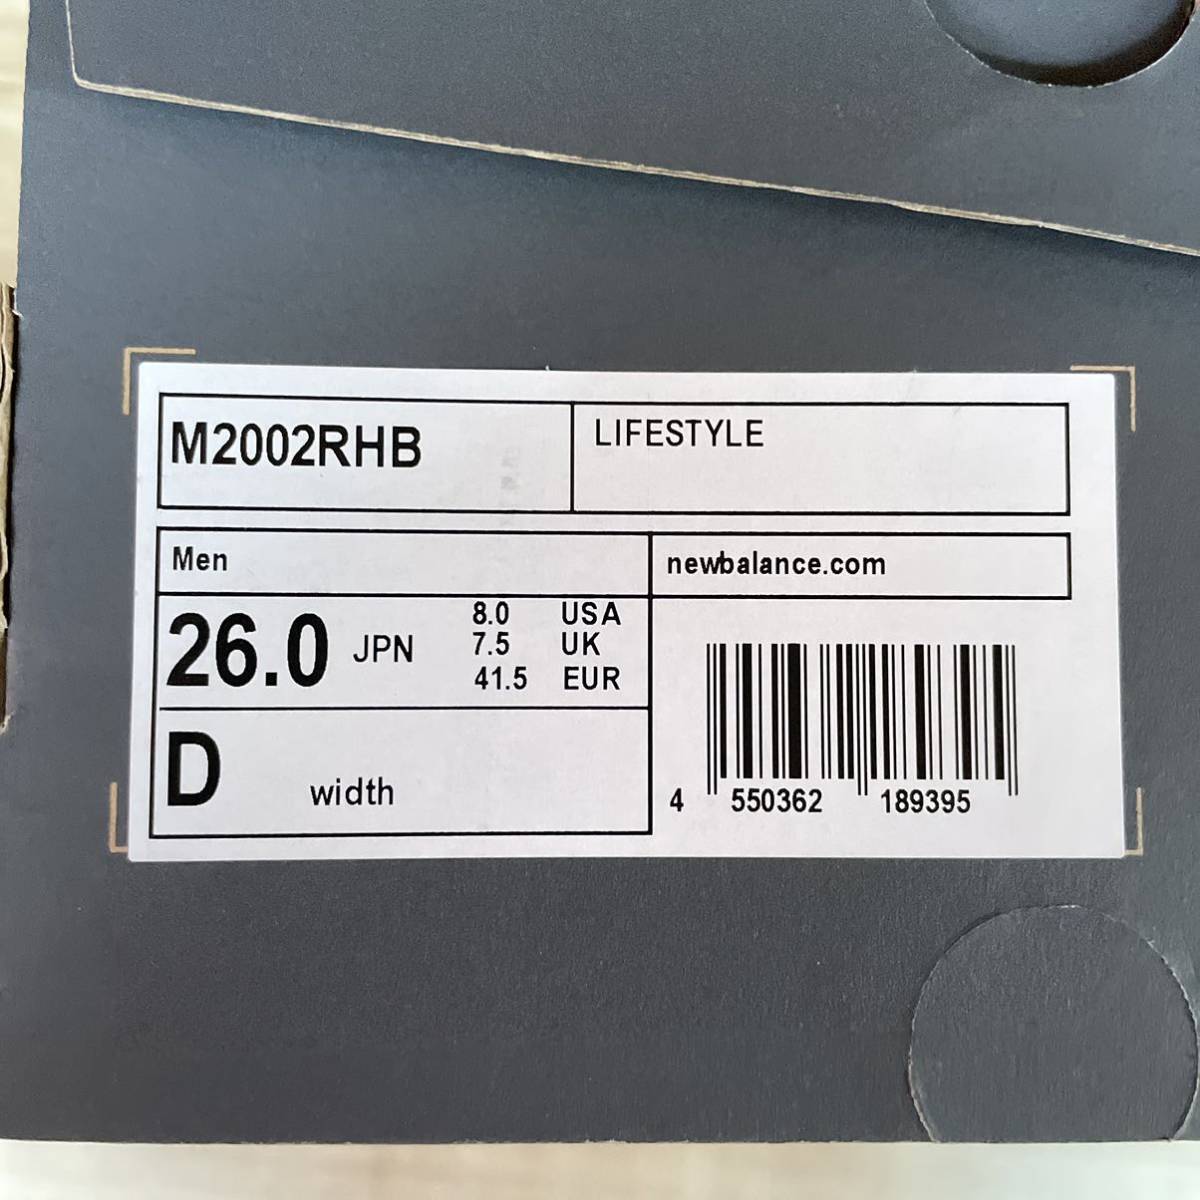 M2002RHB
LIFESTYLE
Men
newbalance.com
26.0 JPN
8.0 USA
7.5 UK
41.5 EUR
D width
4 550362 189395